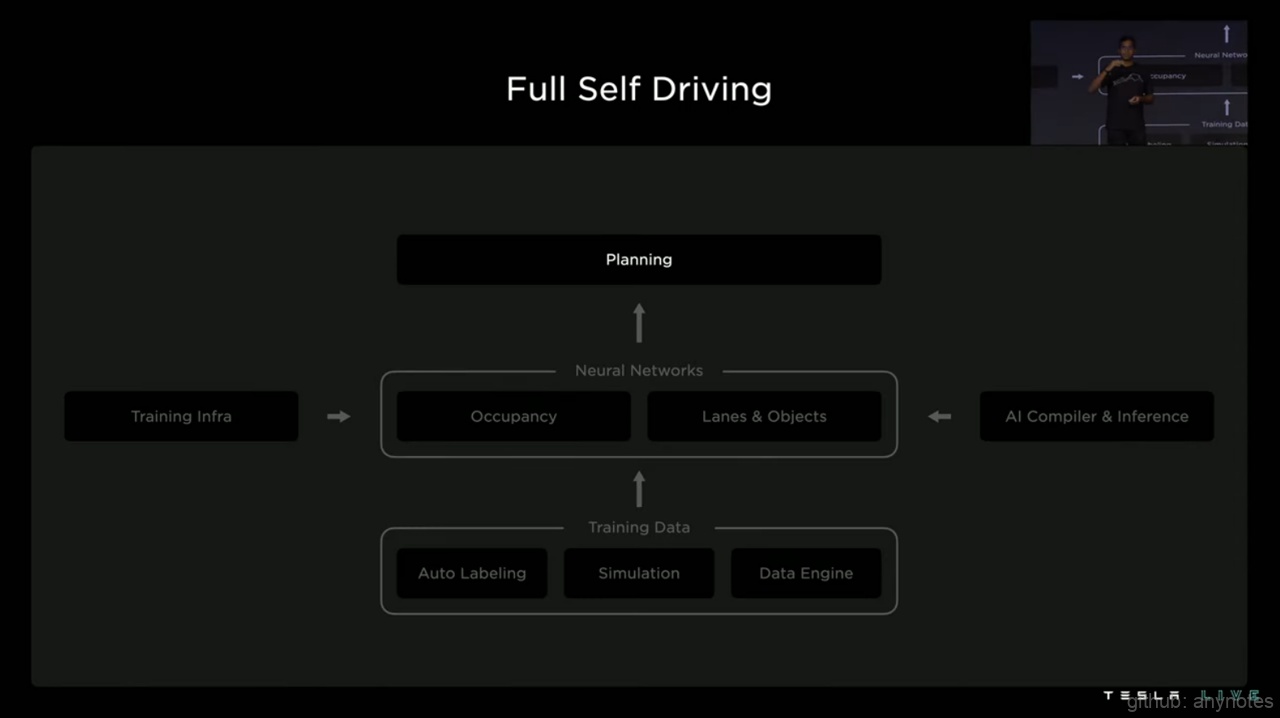 Full Self Driving
Neural Netwo
ccupancy
Training Dat
Simulation
Planning
Neural Networks
Training Infra
Occupancy
Lanes & Objects
AI Compiler & Inference
Training Data
Auto Labeling
Simulation
Data Engine
TESLA LIVE
github: anynotes